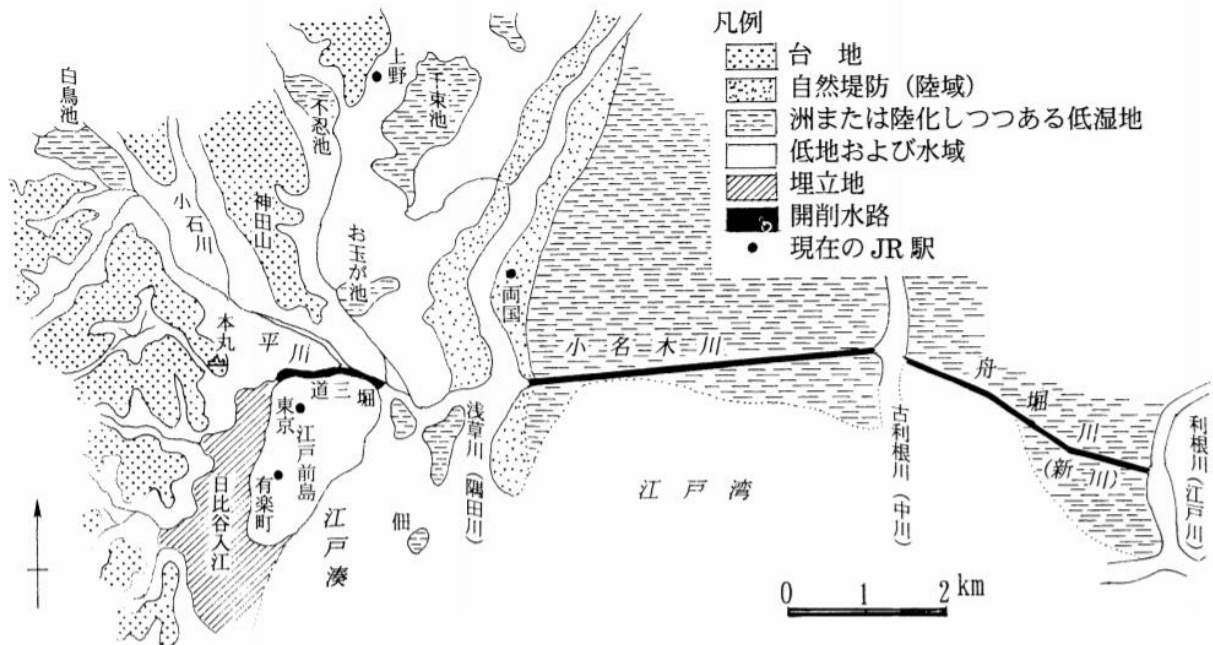 凡例
台地
自然堤防（陸域）
洲または陸化しつつある低湿地
低地および水域
埋立地
開削水路
現在のJR駅
白鳥池
小石川
神田山
不忍池
上野
千束池
お玉が池
両国
本丸
平川
道三堀
東京
江戸前島
有楽町
日比谷入江
江戸湊
佃
浅草川（隅田川）
小名木川
江戸湾
古利根川（中川）
舟堀川
（新川）
利根川（江戸川）
0 1 2 km